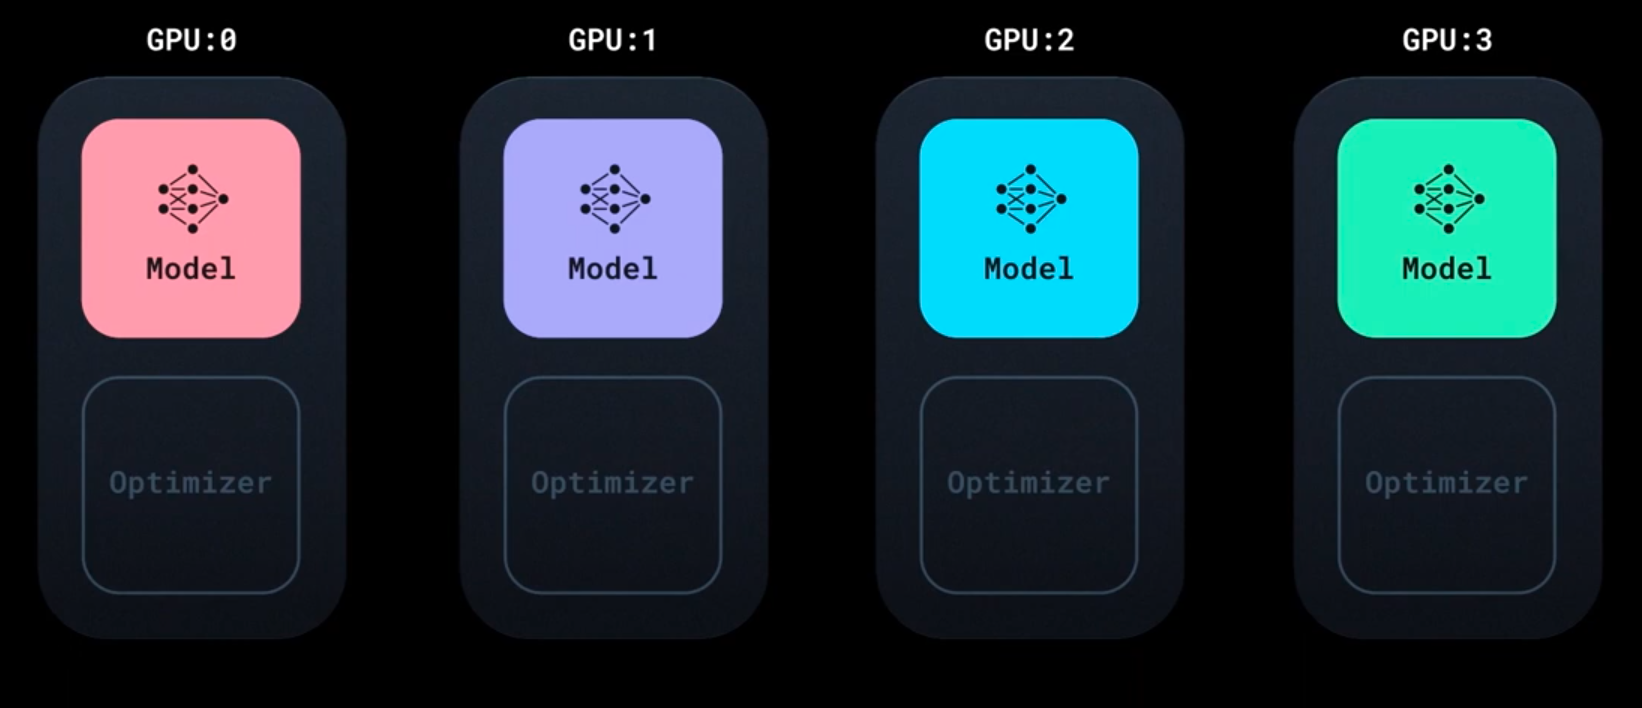 GPU:0
GPU:1
GPU:2
GPU:3
Model
Model
Model
Model
Optimizer
Optimizer
Optimizer
Optimizer